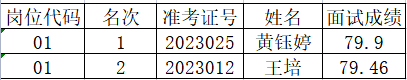 岗位代码 名次 准考证号 姓名 面试成绩
01 1 2023025 黄钰婷 79.9
01 2 2023012 王培 79.46